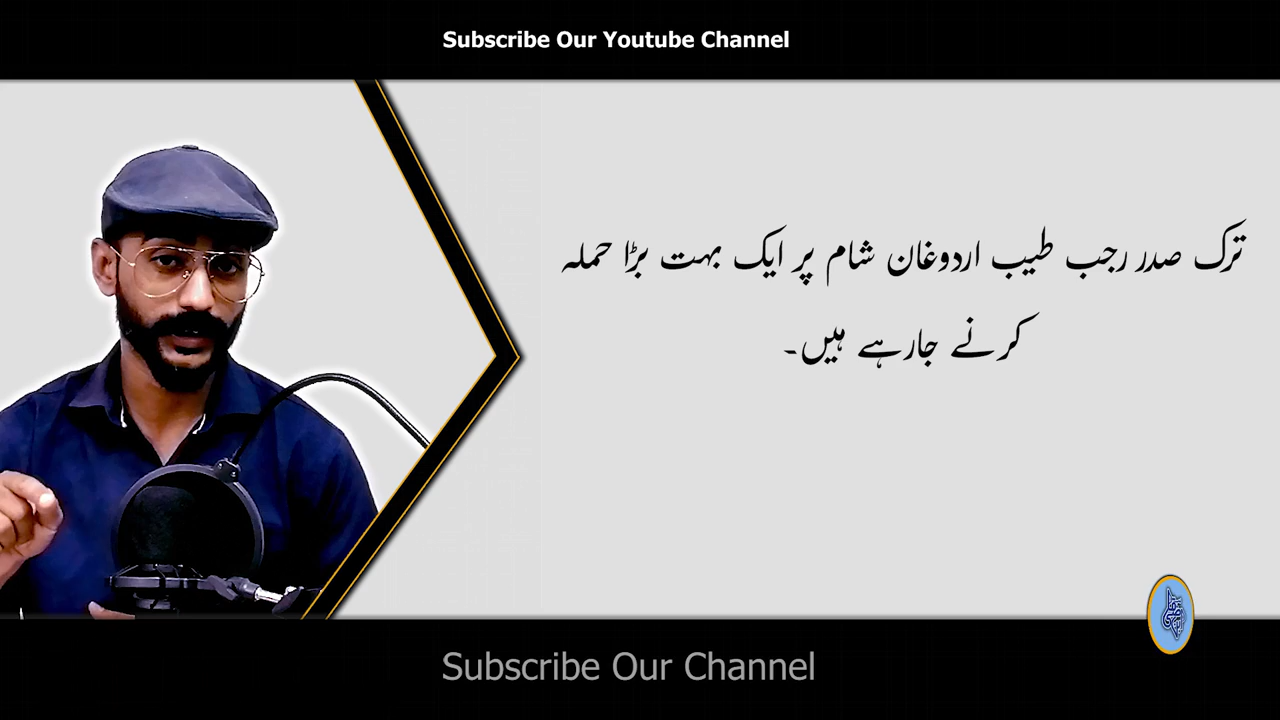 Subscribe Our Youtube Channel
ترک صدر رجب طیب اردوغان شام پر ایک بہت بڑا حملہ
کرنے جارہے ہیں۔
Subscribe Our Channel